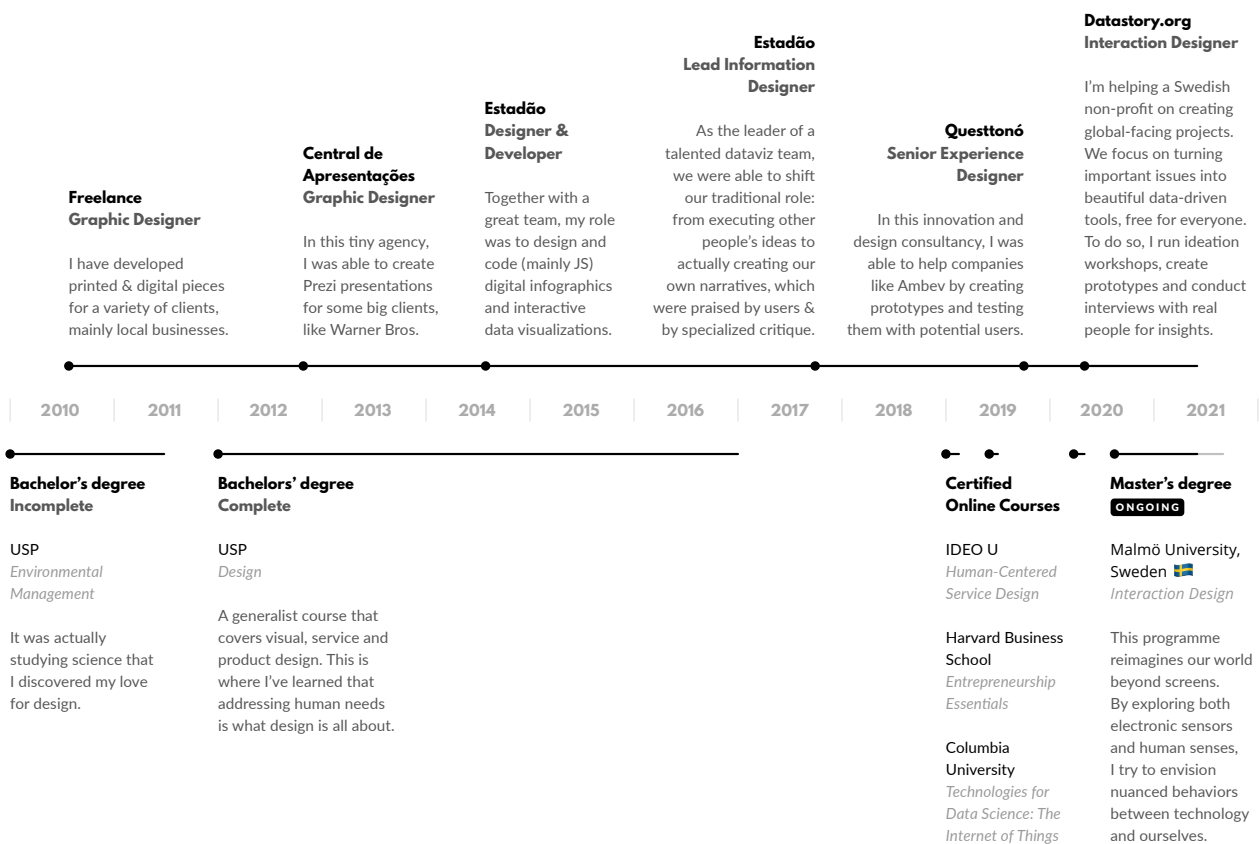 Freelance
Graphic Designer
I have developed
printed & digital pieces
for a variety of clients,
mainly local businesses.
Central de
Apresentações
Graphic Designer
In this tiny agency,
I was able to create
Prezi presentations
for some big clients,
like Warner Bros.
Estadão
Designer &
Developer
Together with a
great team, my role
was to design and
code (mainly JS)
digital infographics
and interactive
data visualizations.
Estadão
Lead Information
Designer
As the leader of a
talented dataviz team,
we were able to shift
our traditional role:
from executing other
people's ideas to
actually creating our
own narratives, which
were praised by users &
by specialized critique.
Questtonó
Senior Experience
Designer
In this innovation and
design consultancy, I was
able to help companies
like Ambev by creating
prototypes and testing
them with potential users.
Datastory.org
Interaction Designer
I'm helping a Swedish
non-profit on creating
global-facing projects.
We focus on turning
important issues into
beautiful data-driven
tools, free for everyone.
To do so, I run ideation
workshops, create
prototypes and conduct
interviews with real
people for insights.
2010 2011 2012 2013 2014 2015 2016 2017 2018 2019 2020 2021
Bachelor's degree
Incomplete
USP
Environmental
Management
It was actually
studying science that
I discovered my love
for design.
Bachelors' degree
Complete
USP
Design
A generalist course that
covers visual, service and
product design. This is
where I've learned that
addressing human needs
is what design is all about.
Certified
Online Courses
IDEO U
Human-Centered
Service Design
Harvard Business
School
Entrepreneurship
Essentials
Columbia
University
Technologies for
Data Science: The
Internet of Things
Master's degree
ONGOING
Malmö University,
Sweden 🇸🇪
Interaction Design
This programme
reimagines our world
beyond screens.
By exploring both
electronic sensors
and human senses,
I try to envision
nuanced behaviors
between technology
and ourselves.